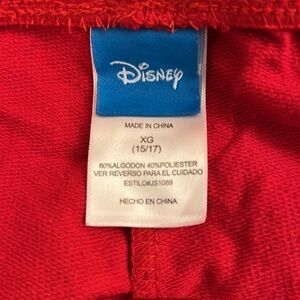 Disney
MADE IN CHINA
XG
(15/17)
60%ALGODON 40%POLIESTER
VER REVERSO PARA EL CUIDADO
ESTILO#JS1089
HECHO EN CHINA